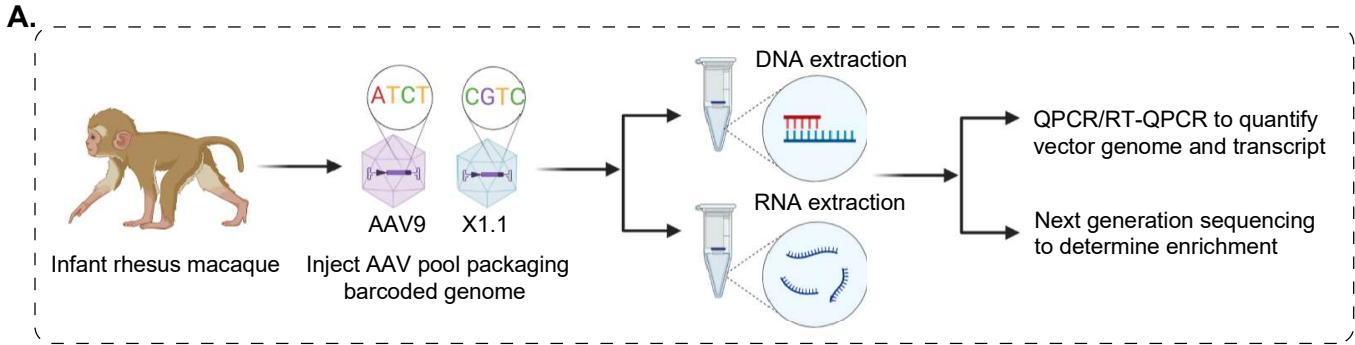 A.
ATCT
CGTC
AAV9
X1.1
Infant rhesus macaque
Inject AAV pool packaging
barcoded genome
DNA extraction
RNA extraction
QPCR/RT-QPCR to quantify
vector genome and transcript
Next generation sequencing
to determine enrichment